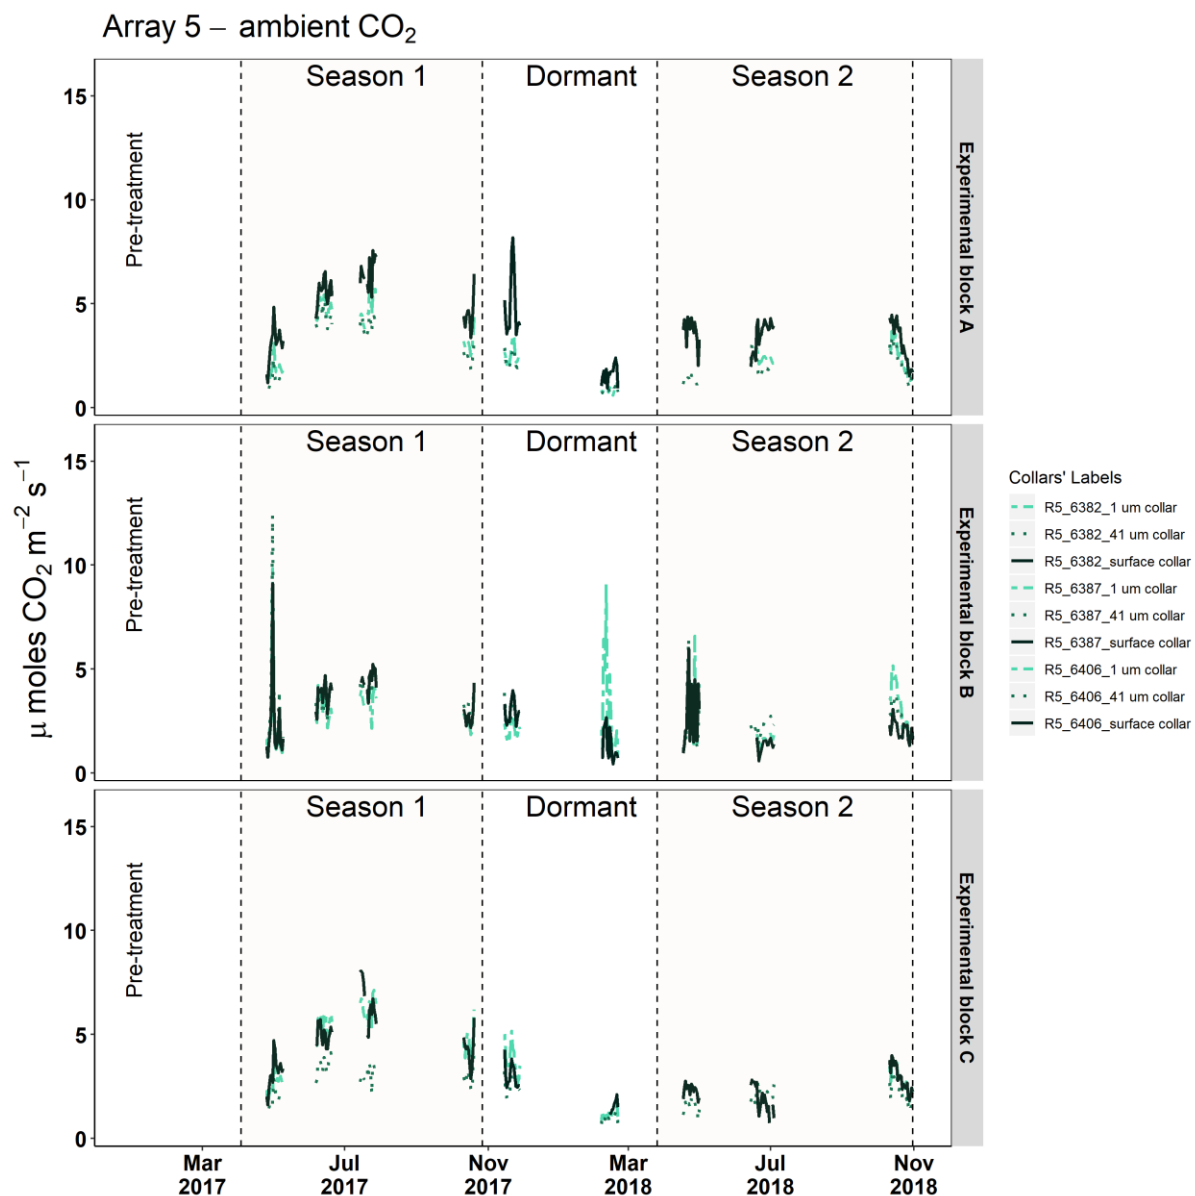 Array 5 – ambient CO₂
Season 1
Dormant
Season 2
Pre-treatment
Experimental block A
15
10
5
0
Season 1
Dormant
Season 2
Pre-treatment
Experimental block B
15
10
5
0
μ moles CO₂ m⁻² s⁻¹
Season 1
Dormant
Season 2
Pre-treatment
Experimental block C
15
10
5
0
Mar
2017
Jul
2017
Nov
2017
Mar
2018
Jul
2018
Nov
2018
Collars' Labels
R5_6382_1 um collar
R5_6382_41 um collar
R5_6382_surface collar
R5_6387_1 um collar
R5_6387_41 um collar
R5_6387_surface collar
R5_6406_1 um collar
R5_6406_41 um collar
R5_6406_surface collar